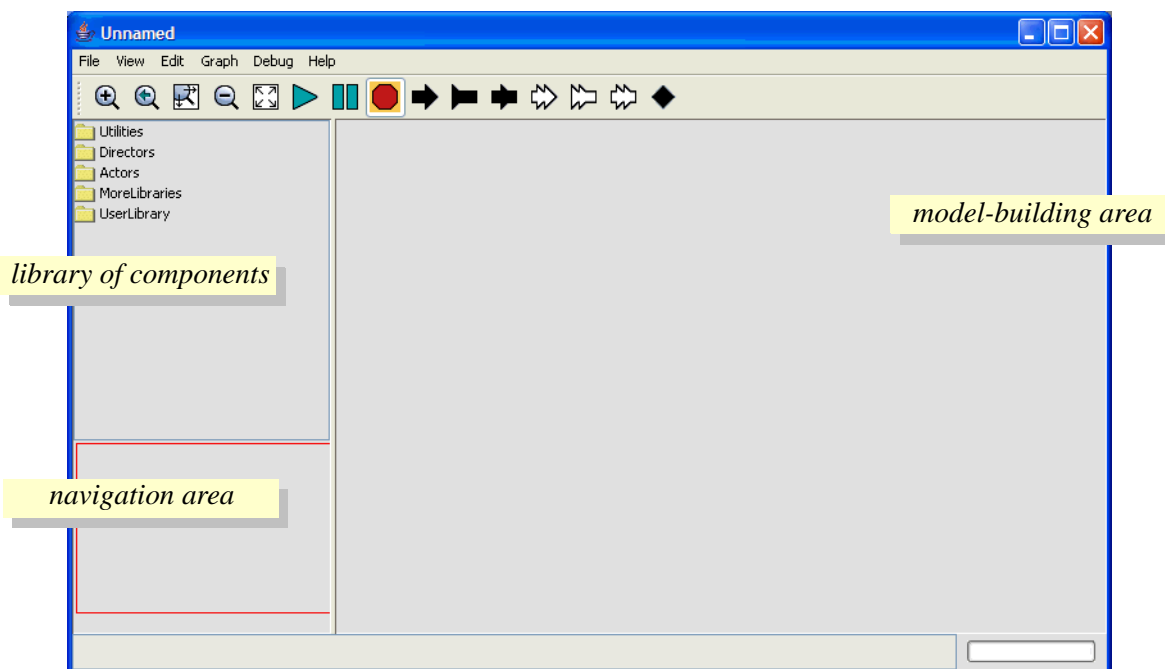 Unnamed
File View Edit Graph Debug Help
Utilities
Directors
Actors
MoreLibraries
UserLibrary
model-building area
library of components
navigation area